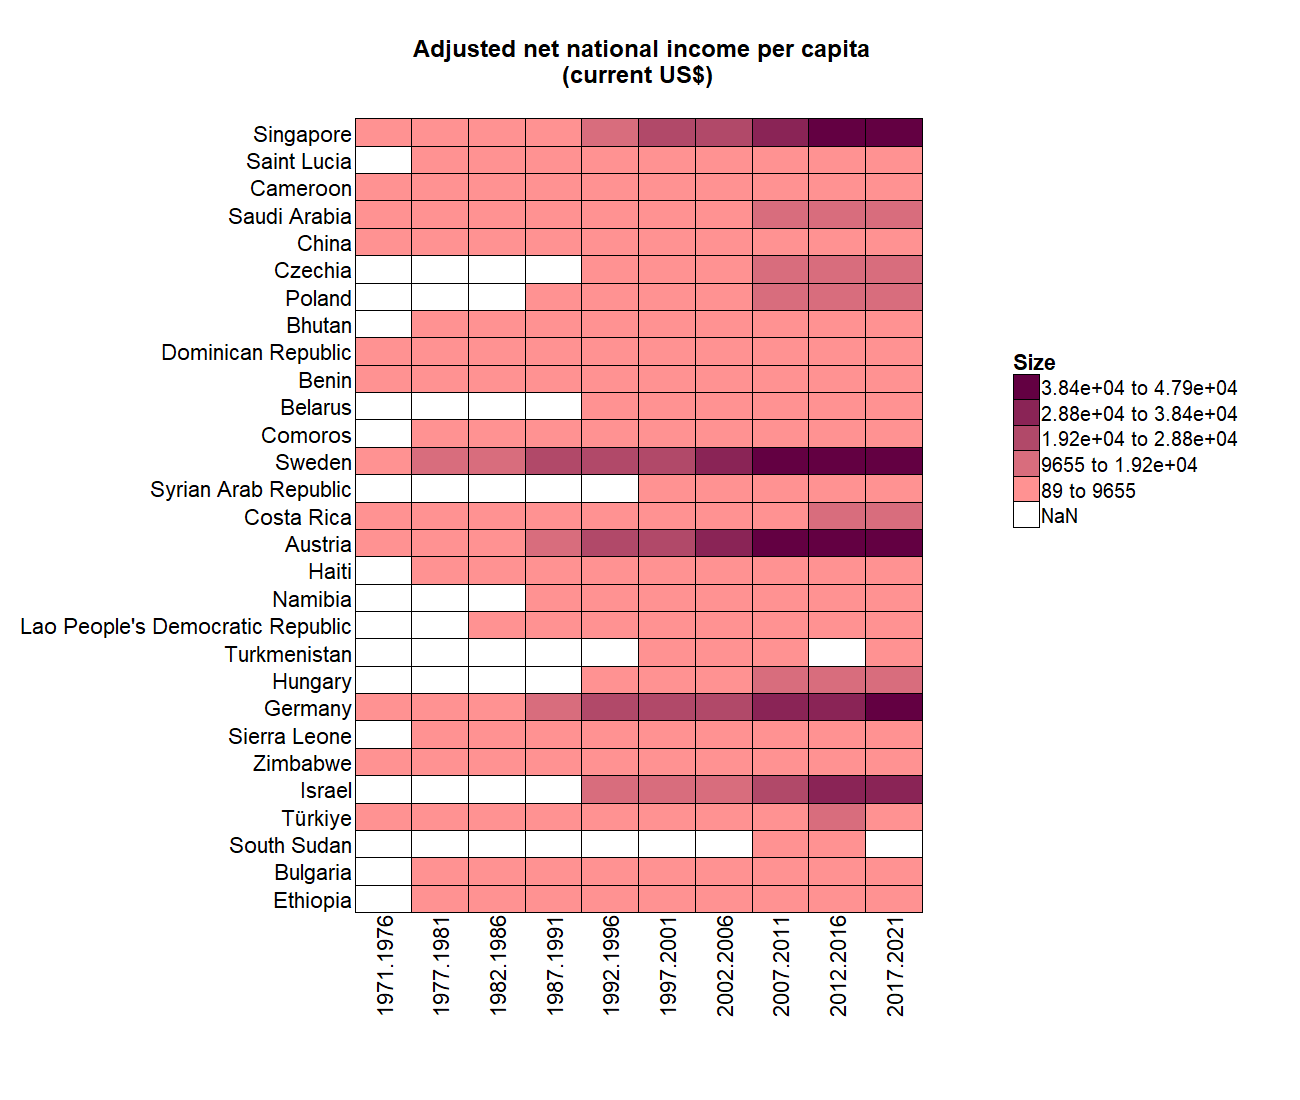 Adjusted net national income per capita
(current US$)
Singapore
Saint Lucia
Cameroon
Saudi Arabia
China
Czechia
Poland
Bhutan
Dominican Republic
Benin
Belarus
Comoros
Sweden
Syrian Arab Republic
Costa Rica
Austria
Haiti
Namibia
Lao People's Democratic Republic
Turkmenistan
Hungary
Germany
Sierra Leone
Zimbabwe
Israel
Türkiye
South Sudan
Bulgaria
Ethiopia
1971.1976
1977.1981
1982.1986
1987.1991
1992.1996
1997.2001
2002.2006
2007.2011
2012.2016
2017.2021
Size
3.84e+04 to 4.79e+04
2.88e+04 to 3.84e+04
1.92e+04 to 2.88e+04
9655 to 1.92e+04
89 to 9655
NaN